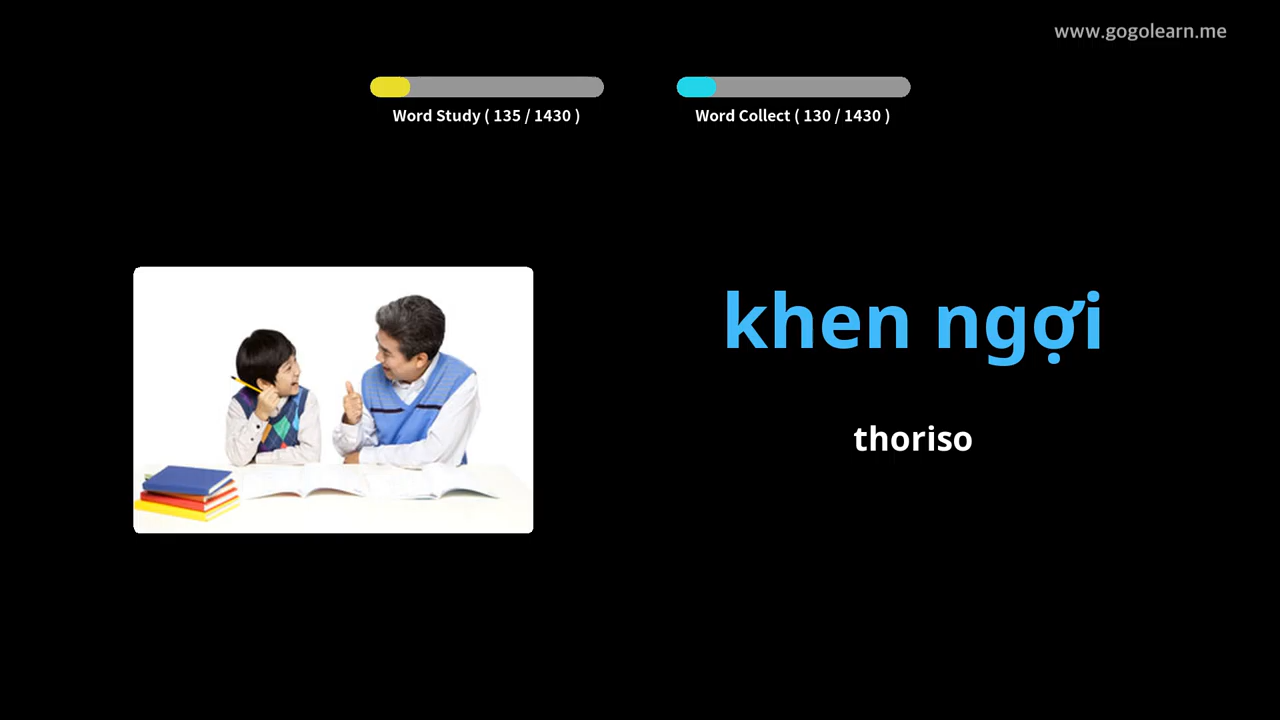 www.gogolearn.me
Word Study ( 135 / 1430 )
Word Collect ( 130 / 1430 )
khen ngợi
thoriso